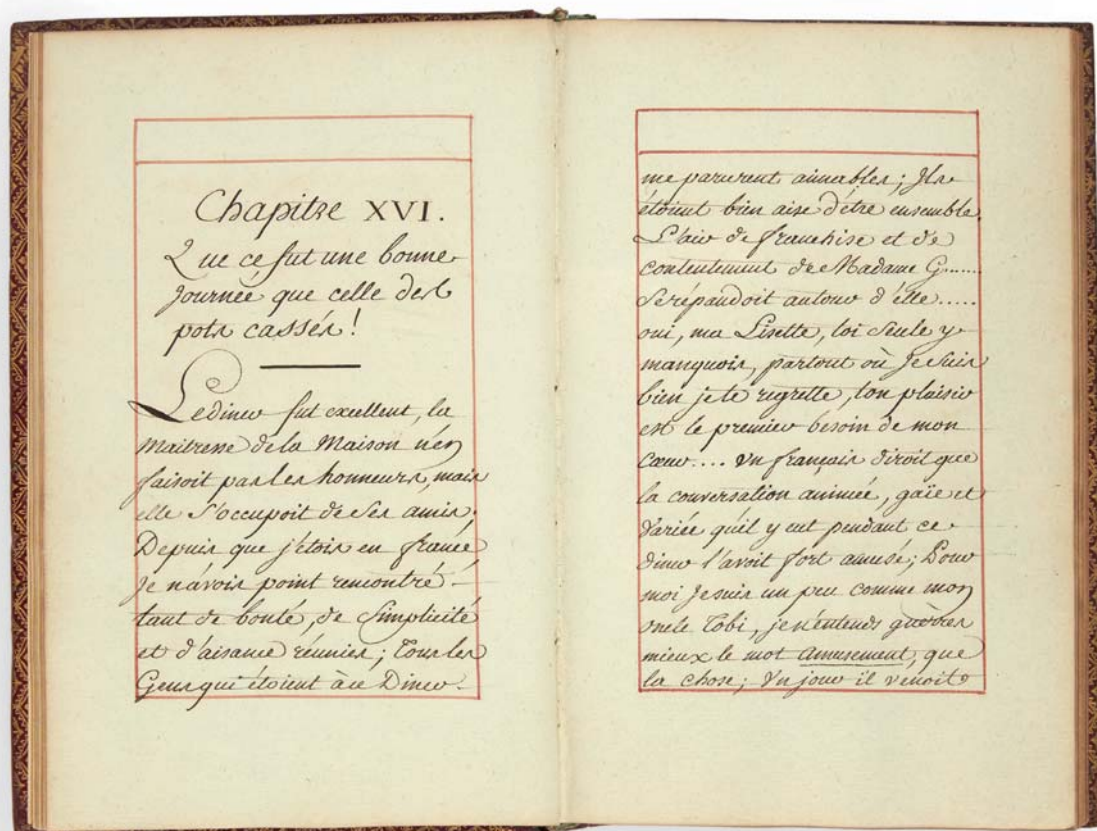 Chapitre XVI.
Que ce fut une bonne
Journée, que celle des
pots cassés!
Le diner fut excellent, la
Maitresse de la Maison n'en
faisoit pas les honneurs, mais
elle s'occupoit de ses amis;
Depuis que j'etois en france,
je n'avois point rencontré
tant de bonté, de simplicité
et d'aisance réunies; Tous les
Gens qui étoient à ce Diner
me parurent aimables; Ils
étoient bien aise d'être ensemble.
L'air de franchise et de
contentement de Madame G......
se répandoit autour d'elle.....
oui, ma Lisette, toi seule y
manquois, partout où je suis
bien je te regrette, ton plaisir
est le premier besoin de mon
cœur.... Un français diroit que
la conversation animée, gaïe et
variée qu'il y eut pendant ce
diner l'avoit fort amusé; Pour
moi je suis un peu comme mon
oncle Tobi, je n'entends guères
mieux le mot amusement, que
la chose; Un jour il venoit